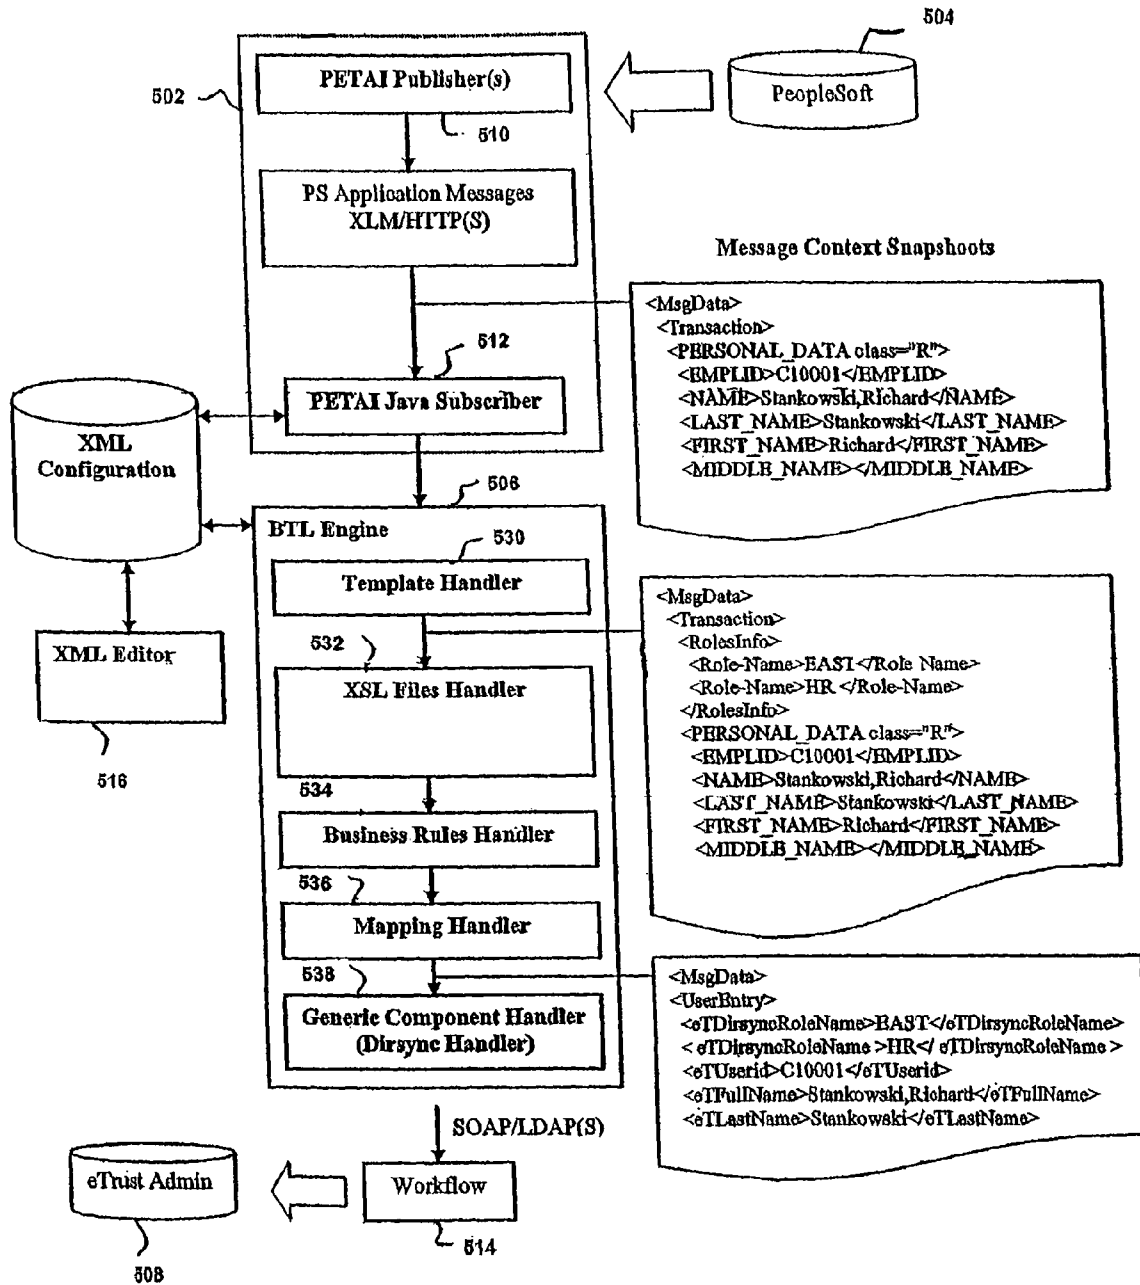 504
PETAI Publisher(s)
PeopleSoft
502
510
PS Application Messages
XLM/HTTP(S)
Message Context Snapshoots
<MsgData>
<Transaction>
<PERSONAL_DATA class="R">
<EMPLID>C10001</EMPLID>
<NAME>Stankowski,Richard</NAME>
<LAST_NAME>Stankowski</LAST_NAME>
<FIRST_NAME>Richard</FIRST_NAME>
<MIDDLE_NAME></MIDDLE_NAME>
512
PETAI Java Subscriber
XML
Configuration
506
BTL Engine
530
Template Handler
<MsgData>
<Transaction>
<RolesInfo>
<Role-Name>EAST</Role Name>
<Role-Name>HR </Role-Name>
</RolesInfo>
<PERSONAL_DATA class="R">
<EMPLID>C10001</EMPLID>
<NAME>Stankowski,Richard</NAME>
<LAST_NAME>Stankowski</LAST_NAME>
<FIRST_NAME>Richard</FIRST_NAME>
<MIDDLE_NAME></MIDDLE_NAME>
532
XML Editor
XSL Files Handler
516
534
Business Rules Handler
536
Mapping Handler
538
Generic Component Handler
(Dirsync Handler)
<MsgData>
<UserEntry>
<eTDirsyncRoleName>EAST</eTDirsyncRoleName>
< eTDirsyncRoleName >HR</ eTDirsyncRoleName >
<eTUserid>C10001</eTUserid>
<eTFullName>Stankowski,Richard</eTFullName>
<eTLastName>Stankowski</eTLastName>
SOAP/LDAP(S)
eTrust Admin
Workflow
514
508